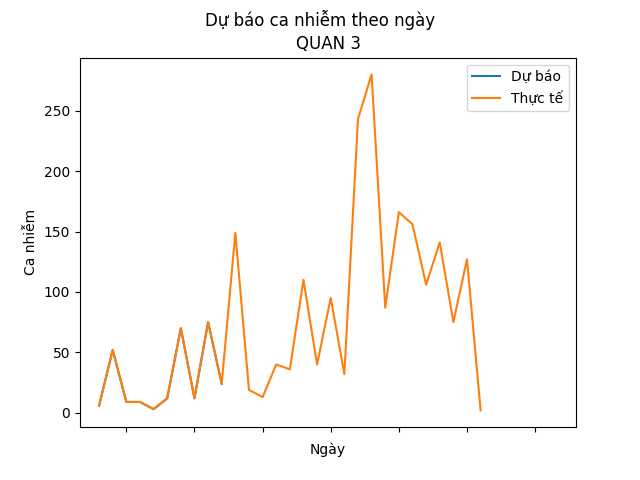 Dự báo ca nhiễm theo ngày
QUAN 3
Dự báo
Thực tế
250
200
150
100
50
0
Ca nhiễm
Ngày